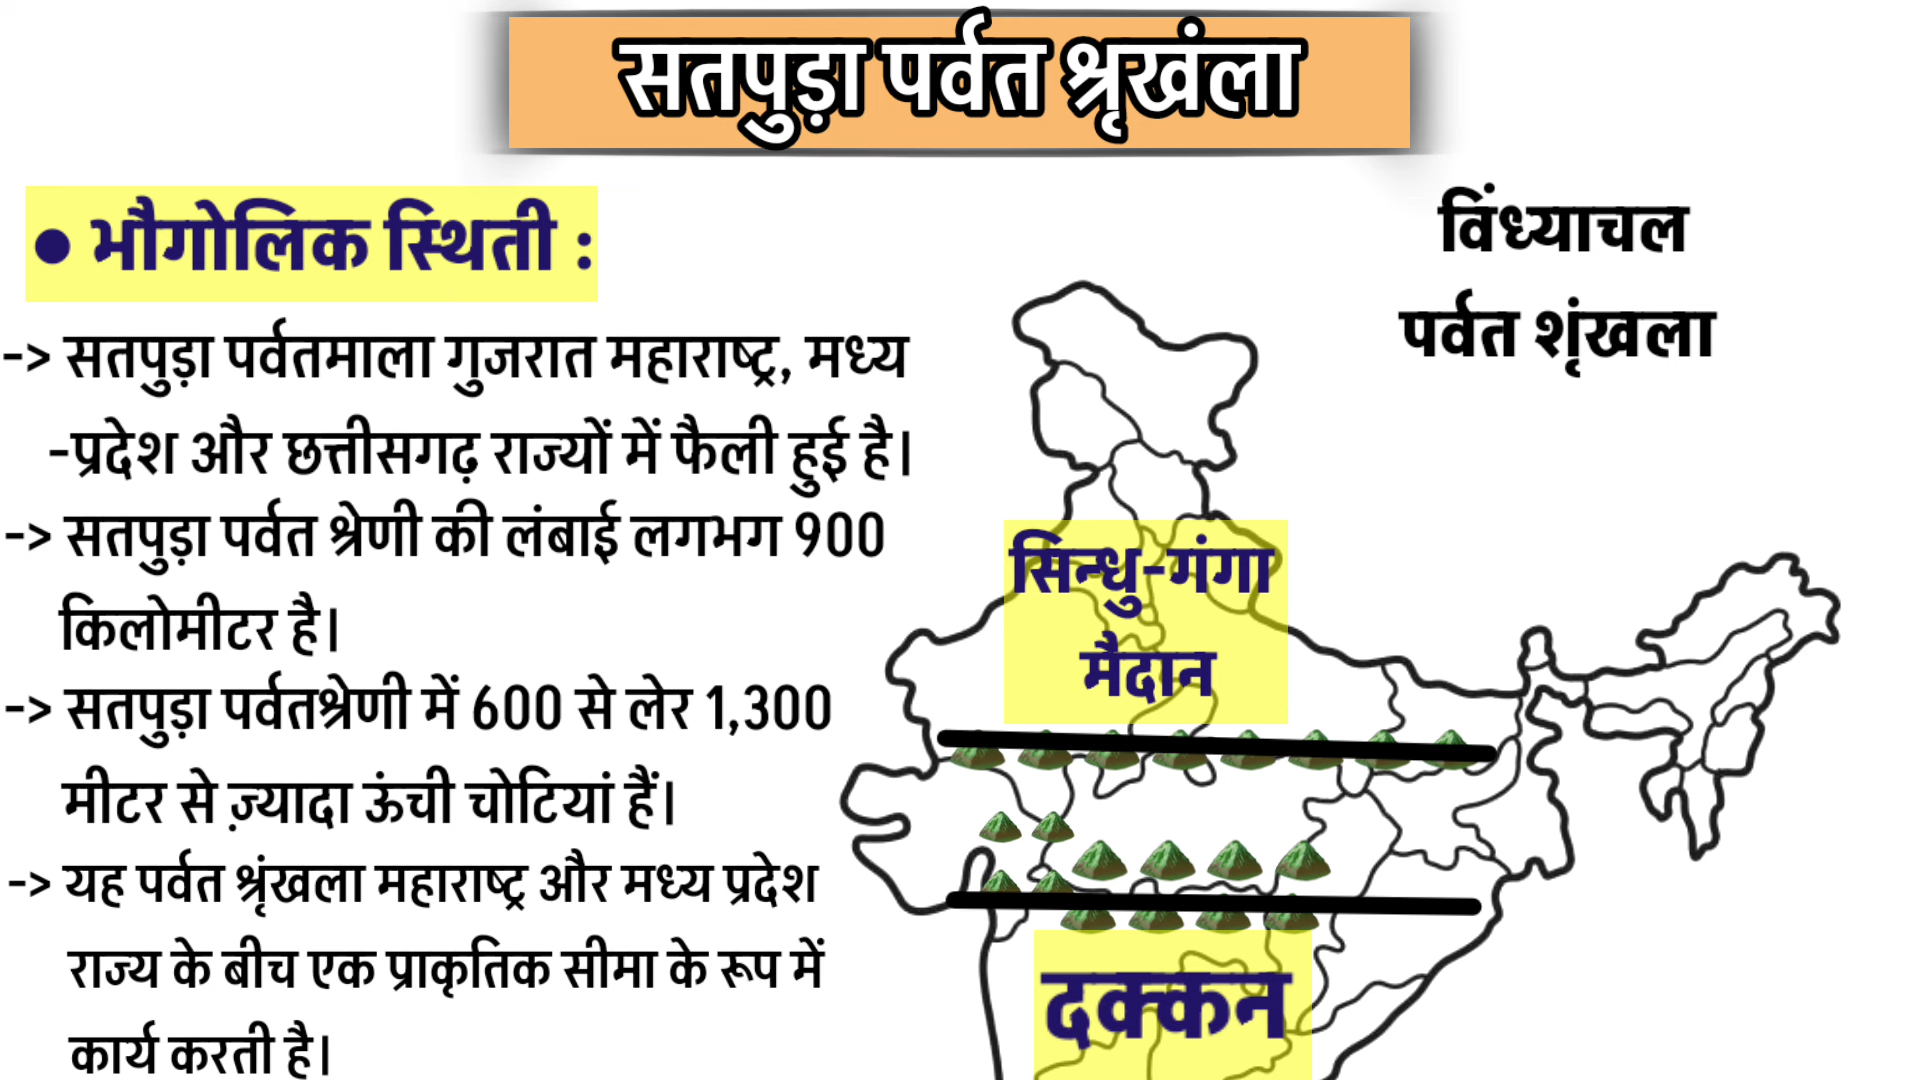 सतपुड़ा पर्वत श्रृखंला
• भौगोलिक स्थिती :
-> सतपुड़ा पर्वतमाला गुजरात महाराष्ट्र, मध्य
-प्रदेश और छत्तीसगढ़ राज्यों में फैली हुई है।
-> सतपुड़ा पर्वत श्रेणी की लंबाई लगभग 900
किलोमीटर है।
-> सतपुड़ा पर्वतश्रेणी में 600 से लेर 1,300
मीटर से ज़्यादा ऊंची चोटियां हैं।
-> यह पर्वत श्रृंखला महाराष्ट्र और मध्य प्रदेश
राज्य के बीच एक प्राकृतिक सीमा के रूप में
कार्य करती है।
विंध्याचल
पर्वत शृंखला
सिन्धु-गंगा
मैदान
दक्कन